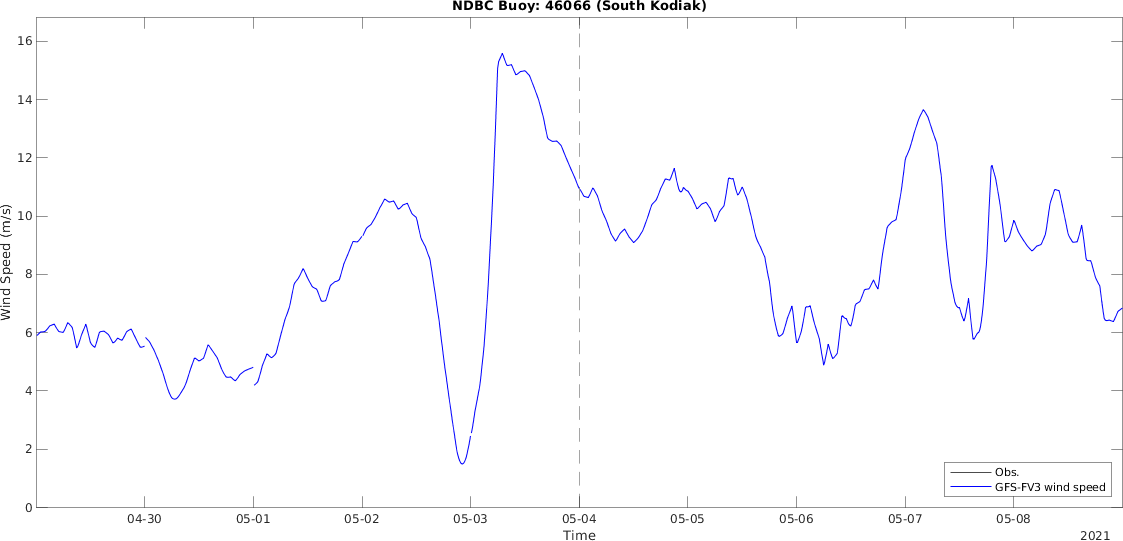 NDBC Buoy: 46066 (South Kodiak)
Wind Speed (m/s)
16
14
12
10
8
6
4
2
0
Obs.
GFS-FV3 wind speed
04-30 05-01 05-02 05-03 05-04 05-05 05-06 05-07 05-08
Time
2021